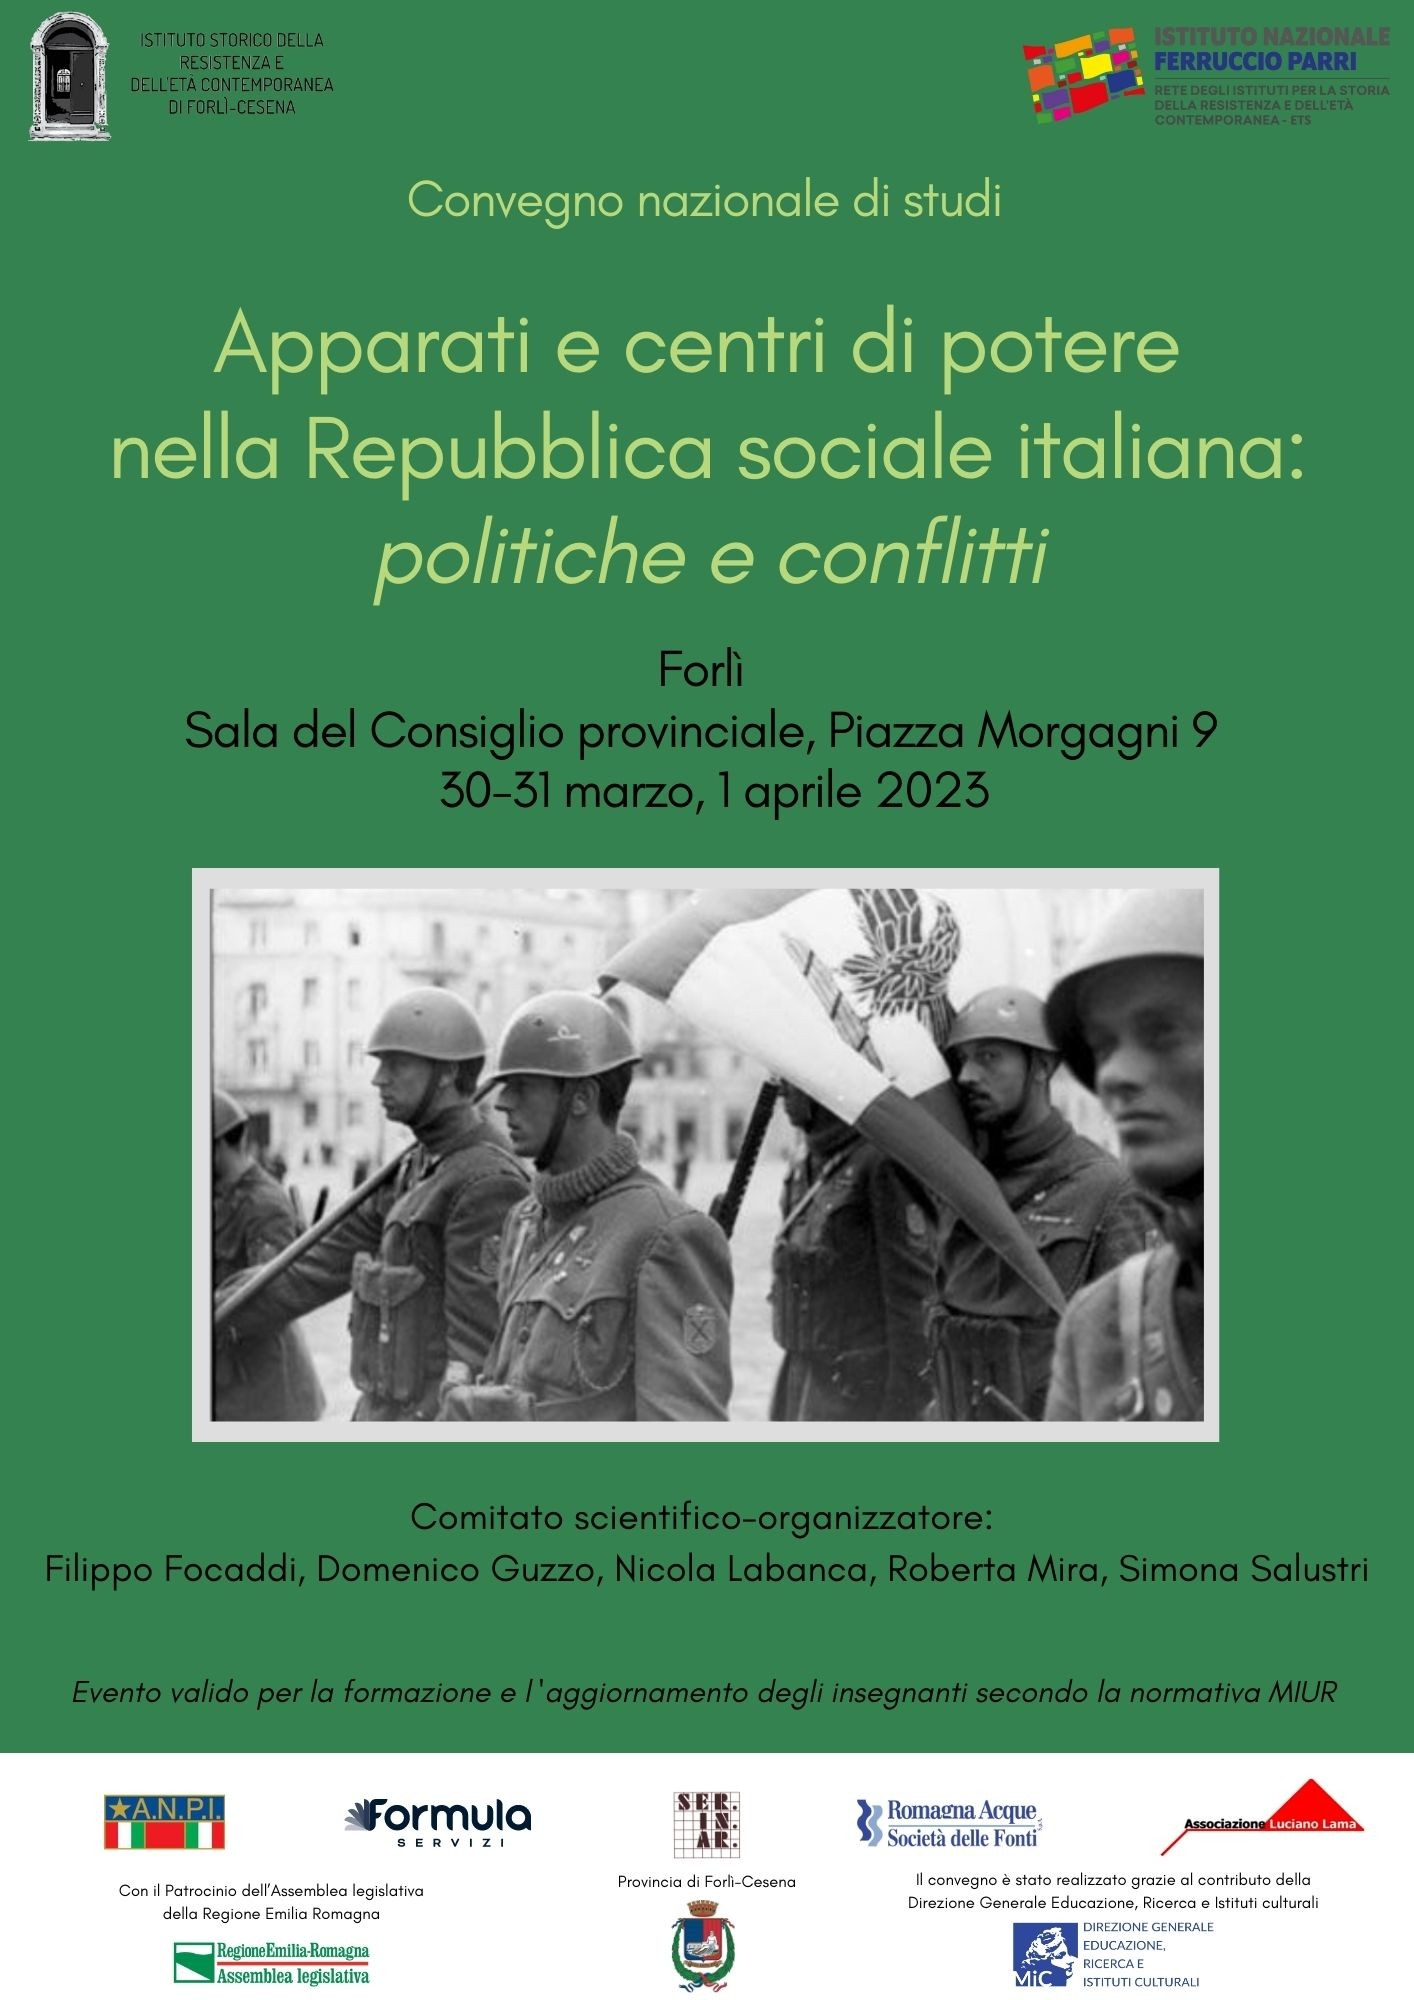 ISTITUTO STORICO DELLA
RESISTENZA E
DELL'ETÀ CONTEMPORANEA
DI FORLÌ-CESENA
ISTITUTO NAZIONALE
FERRUCCIO PARRI
RETE DEGLI ISTITUTI PER LA STORIA
DELLA RESISTENZA E DELL'ETÀ
CONTEMPORANEA - ETS
Convegno nazionale di studi
Apparati e centri di potere
nella Repubblica sociale italiana:
politiche e conflitti
Forlì
Sala del Consiglio provinciale, Piazza Morgagni 9
30-31 marzo, 1 aprile 2023
Comitato scientifico-organizzatore:
Filippo Focaddi, Domenico Guzzo, Nicola Labanca, Roberta Mira, Simona Salustri
Evento valido per la formazione e l'aggiornamento degli insegnanti secondo la normativa MIUR
A.N.P.I.
Formula
SERVIZI
SER.
IN.
AR.
Romagna Acque
Società delle Fonti
S.p.A.
Associazione Luciano Lama
Con il Patrocinio dell'Assemblea legislativa
della Regione Emilia Romagna
RegioneEmilia-Romagna
Assemblea legislativa
Provincia di Forlì-Cesena
Il convegno è stato realizzato grazie al contributo della
Direzione Generale Educazione, Ricerca e Istituti culturali
MiC
DIREZIONE GENERALE
EDUCAZIONE,
RICERCA E
ISTITUTI CULTURALI